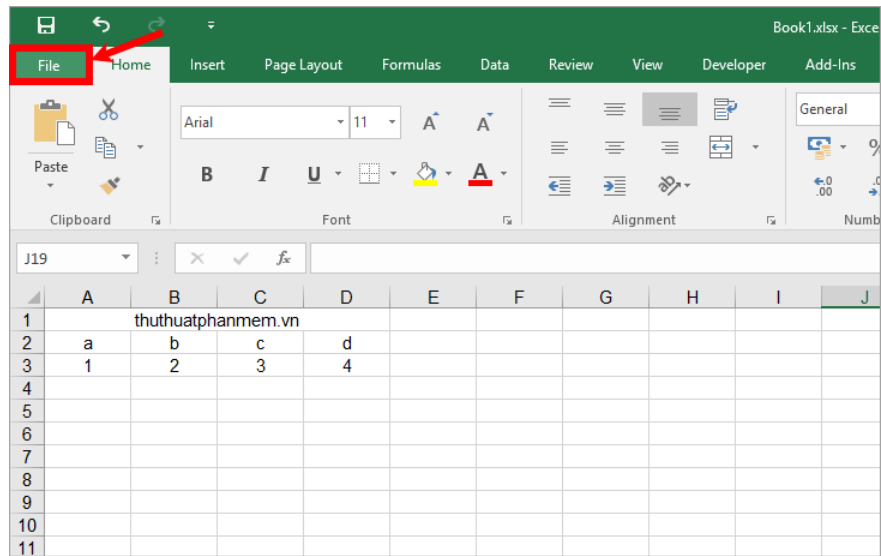 Book1.xlsx - Exce
File Home Insert Page Layout Formulas Data Review View Developer Add-Ins
Arial 11 General
Paste
B I U A
Clipboard Font Alignment Numb
J19 fx
A B C D E F G H I J
1 thuthuatphanmem.vn
2 a b c d
3 1 2 3 4
4
5
6
7
8
9
10
11